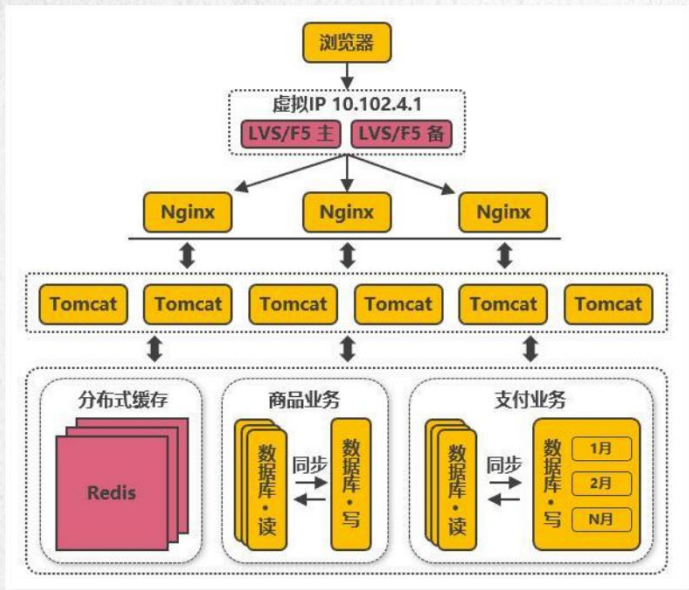 浏览器
虚拟IP 10.102.4.1
LVS/F5 主 LVS/F5 备
Nginx Nginx Nginx
Tomcat Tomcat Tomcat Tomcat Tomcat Tomcat
分布式缓存 商品业务 支付业务
Redis
数据库·读 同步 数据库·写
数据库·读 同步 数据库·写
1月
2月
N月